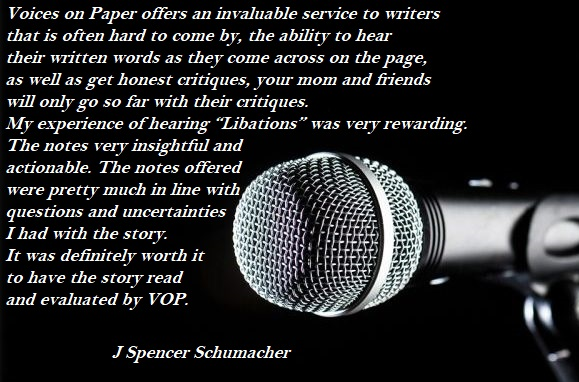 Voices on Paper offers an invaluable service to writers
that is often hard to come by, the ability to hear
their written words as they come across on the page,
as well as get honest critiques, your mom and friends
will only go so far with their critiques.
My experience of hearing “Libations” was very rewarding.
The notes very insightful and
actionable. The notes offered
were pretty much in line with
questions and uncertainties
I had with the story.
It was definitely worth it
to have the story read
and evaluated by VOP.
J Spencer Schumacher